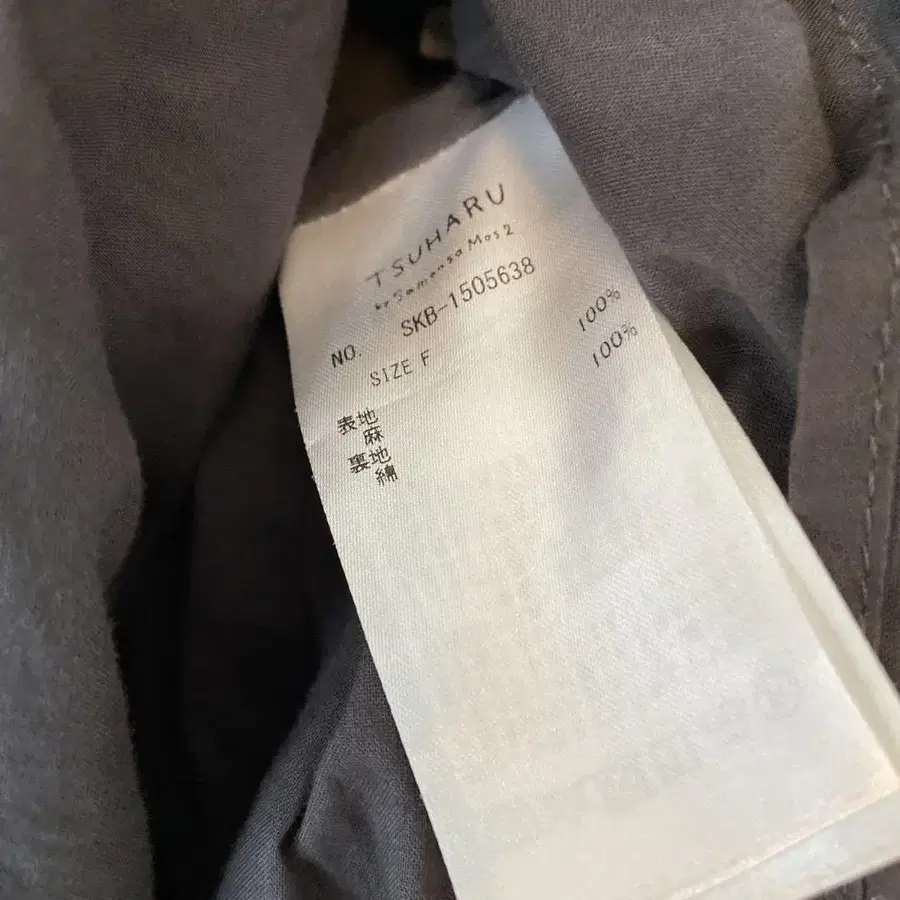 TSUHARU
by Samansa Mos2
NO. SKB-1505638
SIZE F
表地
麻 100%
裏地
綿 100%